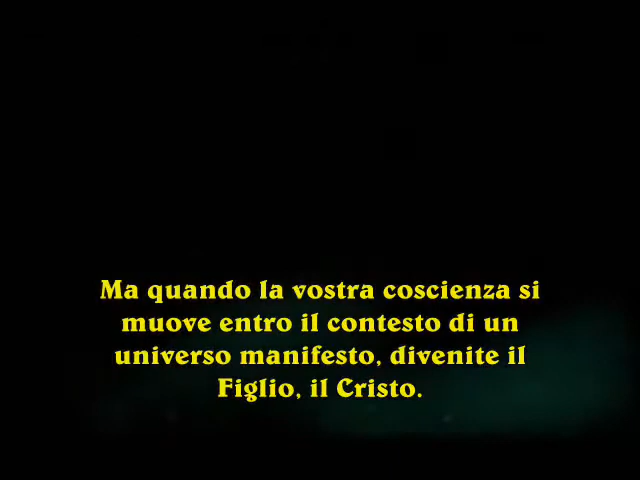 Ma quando la vostra coscienza si
muove entro il contesto di un
universo manifesto, divenite il
Figlio, il Cristo.